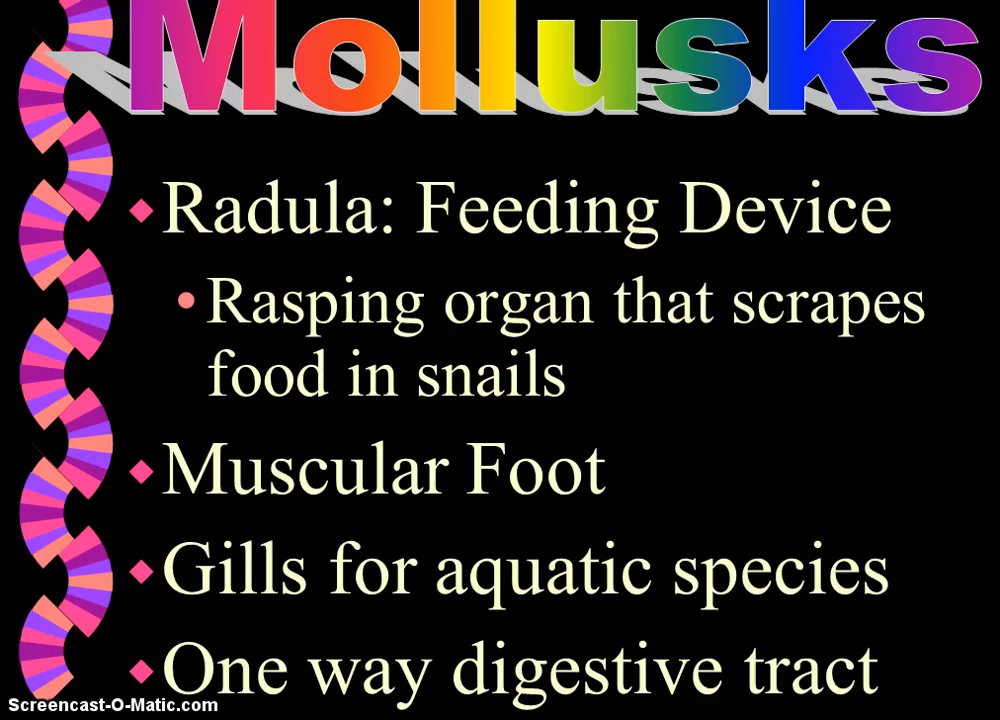 Mollusks
Radula: Feeding Device
Rasping organ that scrapes
food in snails
Muscular Foot
Gills for aquatic species
One way digestive tract
Screencast-O-Matic.com